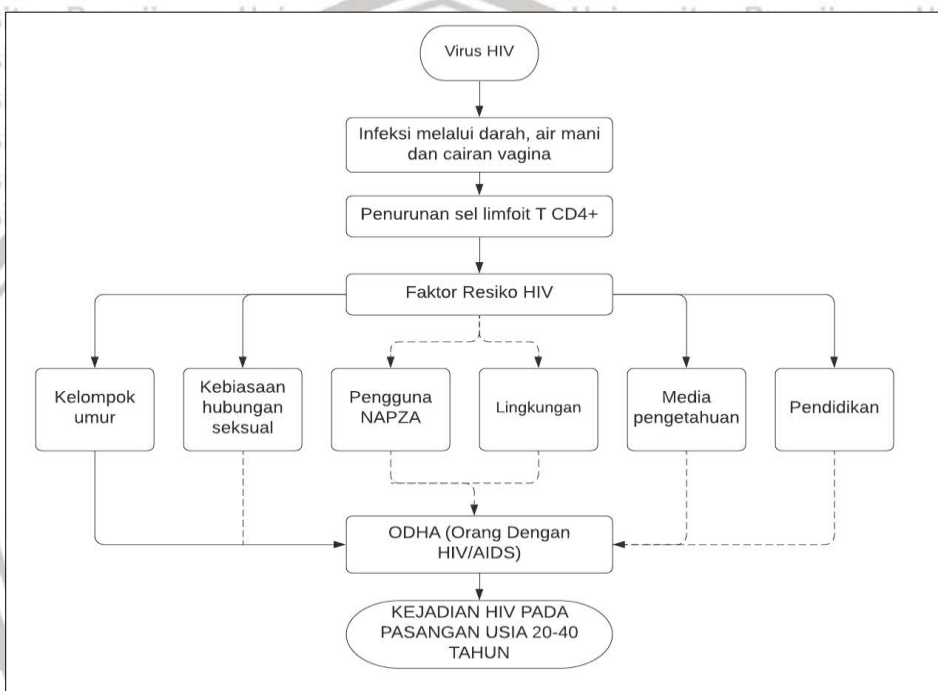 Virus HIV
Infeksi melalui darah, air mani
dan cairan vagina
Penurunan sel limfoit T CD4+
Faktor Resiko HIV
Kelompok
umur
Kebiasaan
hubungan
seksual
Pengguna
NAPZA
Lingkungan
Media
pengetahuan
Pendidikan
ODHA (Orang Dengan
HIV/AIDS)
KEJADIAN HIV PADA
PASANGAN USIA 20-40
TAHUN